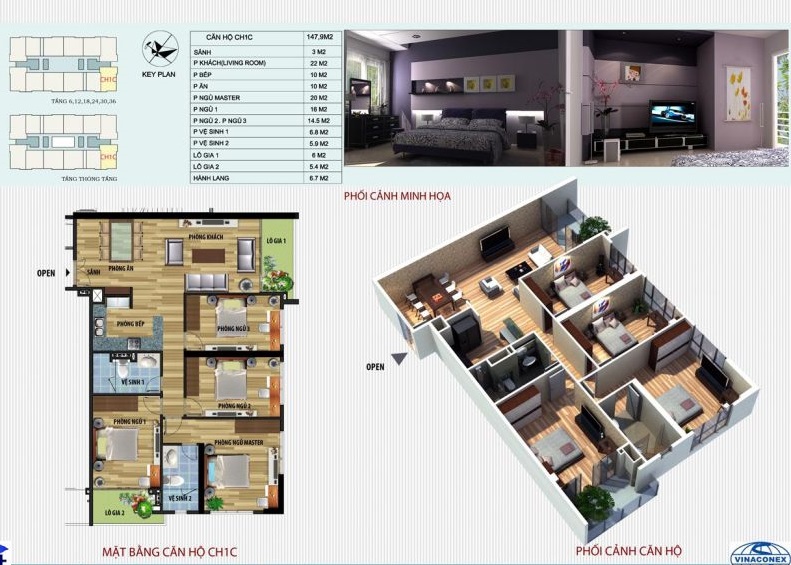 CĂN HỘ CH1C 147,9M2
SẢNH 3 M2
P KHÁCH(LIVING ROOM) 22 M2
P BẾP 10 M2
P ĂN 10 M2
P NGỦ MASTER 20 M2
P NGỦ 1 16 M2
P NGỦ 2. P NGỦ 3 14.5 M2
P VỆ SINH 1 6.8 M2
P VỆ SINH 2 5.9 M2
LÔ GIA 1 6 M2
LÔ GIA 2 5.4 M2
HÀNH LANG 6.7 M2
KEY PLAN
CH1C
TẦNG 6,12,18,24,30,36
CH1C
TẦNG THÔNG TẦNG
PHỐI CẢNH MINH HỌA
PHÒNG KHÁCH
LÔ GIA 1
PHÒNG ĂN
SẢNH
OPEN
PHÒNG BẾP
PHÒNG NGỦ 3
VỆ SINH 1
PHÒNG NGỦ 2
PHÒNG NGỦ 1
PHÒNG NGỦ MASTER
VỆ SINH 2
LÔ GIA 2
OPEN
MẶT BẰNG CĂN HỘ CH1C
PHỐI CẢNH CĂN HỘ
VINACONEX